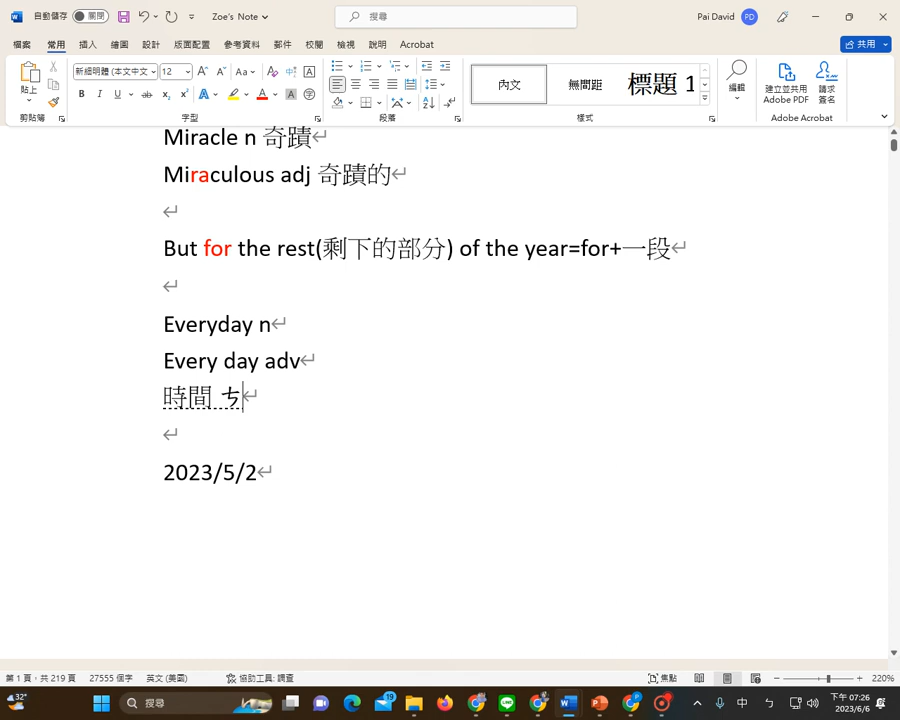 自動儲存 關閉 Zoe's Note 搜尋 Pai David PD
檔案 常用 插入 繪圖 設計 版面配置 參考資料 郵件 校閱 檢視 說明 Acrobat 共用
貼上 新細明體 (本文中文 12 Aa 內文 無間距 標題 1 編輯 建立並共用 Adobe PDF 請求 簽名
剪貼簿 字型 段落 樣式 Adobe Acrobat
Miracle n 奇蹟
Miraculous adj 奇蹟的
But for the rest(剩下的部分) of the year=for+一段
Everyday n
Every day adv
時間 ㄘ
2023/5/2
第 1 頁，共 219 頁 27555 個字 英文 (美國) 協助工具: 調查 焦點 220%
32° 搜尋 19 中 ㄅ 下午 07:26
2023/6/6